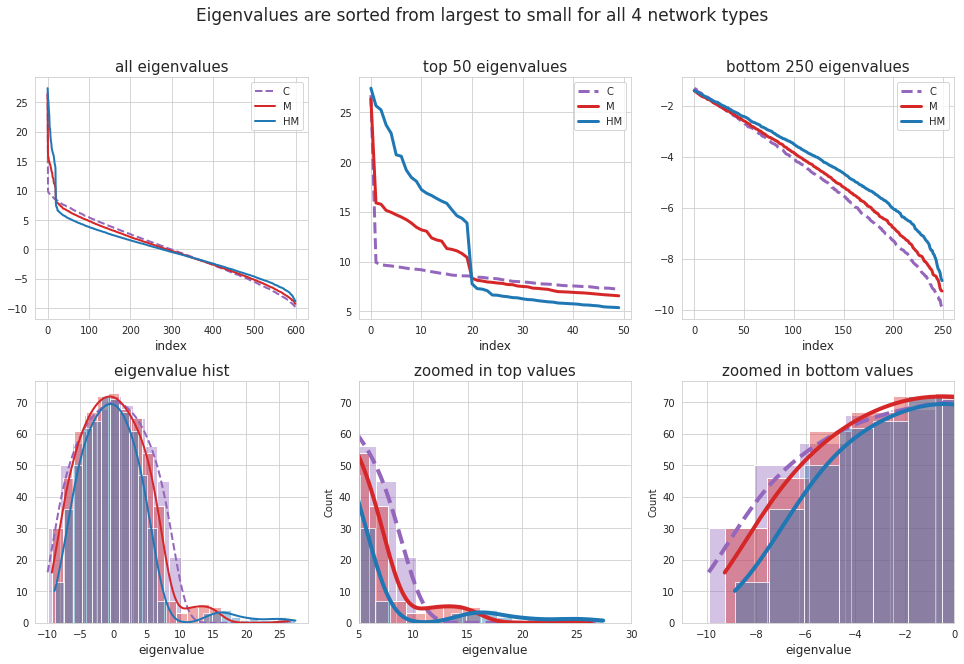 Eigenvalues are sorted from largest to small for all 4 network types
all eigenvalues
25
20
15
10
5
0
−5
−10
0 100 200 300 400 500 600
index
C
M
HM
top 50 eigenvalues
25
20
15
10
5
0 10 20 30 40 50
index
C
M
HM
bottom 250 eigenvalues
−2
−4
−6
−8
−10
0 50 100 150 200 250
index
C
M
HM
eigenvalue hist
70
60
50
40
30
20
10
0
−10 −5 0 5 10 15 20 25
eigenvalue
zoomed in top values
Count
70
60
50
40
30
20
10
0
5 10 15 20 25 30
eigenvalue
zoomed in bottom values
Count
70
60
50
40
30
20
10
0
−10 −8 −6 −4 −2 0
eigenvalue